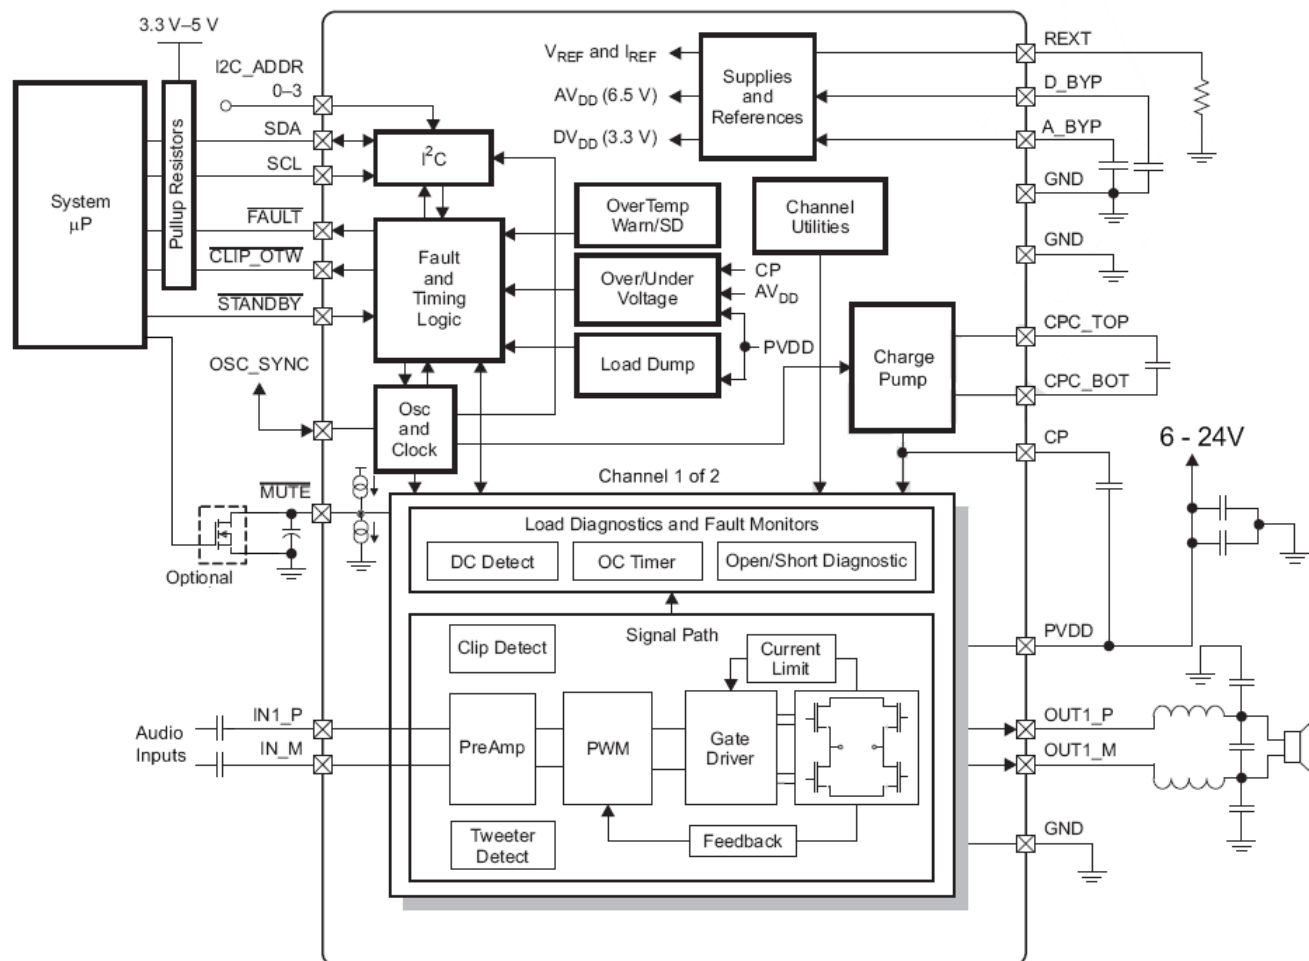 3.3 V–5 V
I2C_ADDR
0–3
SDA
SCL
FAULT
CLIP_OTW
STANDBY
OSC_SYNC
MUTE
System
µP
Pullup Resistors
Optional
I²C
Fault
and
Timing
Logic
Osc
and
Clock
V_REF and I_REF
AV_DD (6.5 V)
DV_DD (3.3 V)
Supplies
and
References
OverTemp
Warn/SD
Channel
Utilities
Over/Under
Voltage
CP
AV_DD
Load Dump
PVDD
Charge
Pump
REXT
D_BYP
A_BYP
GND
GND
CPC_TOP
CPC_BOT
CP
6 - 24V
Channel 1 of 2
Load Diagnostics and Fault Monitors
DC Detect
OC Timer
Open/Short Diagnostic
Signal Path
Clip Detect
Current
Limit
PreAmp
PWM
Gate
Driver
Tweeter
Detect
Feedback
Audio
Inputs
IN1_P
IN_M
PVDD
OUT1_P
OUT1_M
GND